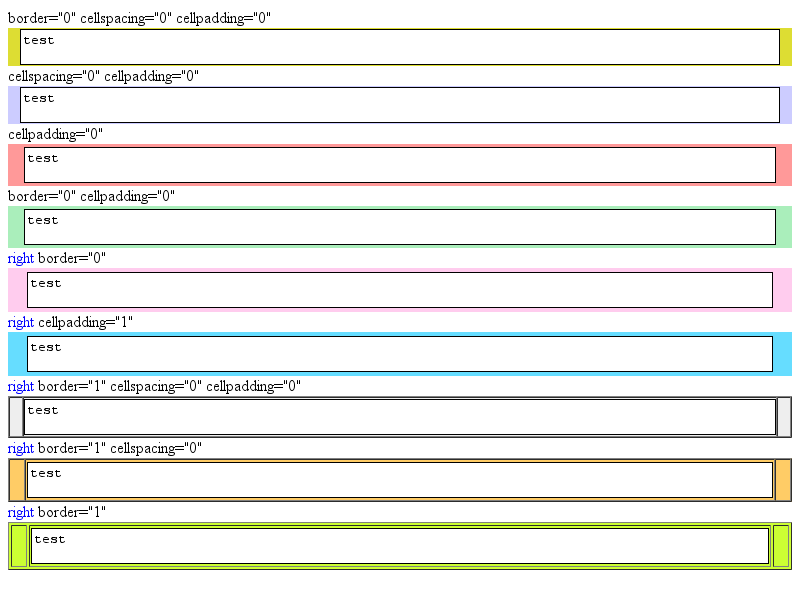 border="0" cellspacing="0" cellpadding="0"
test
cellspacing="0" cellpadding="0"
test
cellpadding="0"
test
border="0" cellpadding="0"
test
right border="0"
test
right cellpadding="1"
test
right border="1" cellspacing="0" cellpadding="0"
test
right border="1" cellspacing="0"
test
right border="1"
test